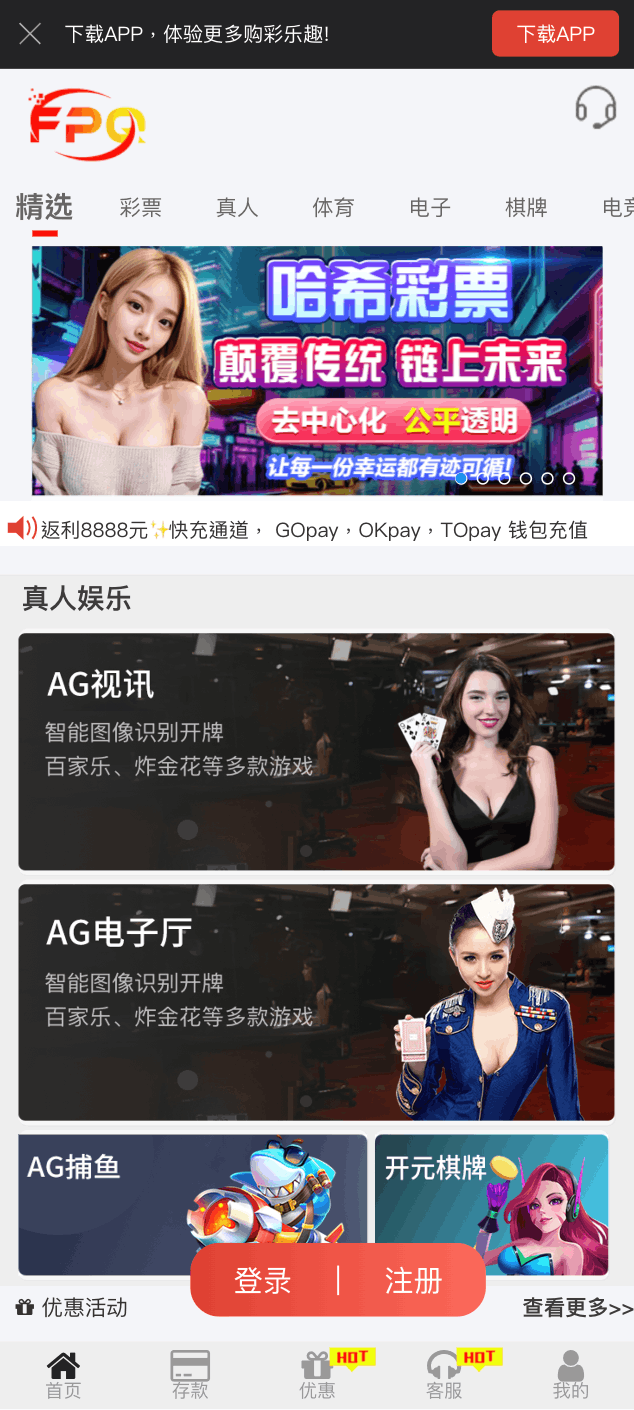 下载APP，体验更多购彩乐趣!
下载APP
FPQ
精选
彩票
真人
体育
电子
棋牌
哈希彩票
颠覆传统 链上未来
去中心化 公平透明
让每一份幸运都有迹可循!
返利8888元✨快充通道， GOpay，OKpay，TOpay 钱包充值
真人娱乐
AG视讯
智能图像识别开牌
百家乐、炸金花等多款游戏
AG电子厅
智能图像识别开牌
百家乐、炸金花等多款游戏
AG捕鱼
开元棋牌
登录 | 注册
优惠活动
查看更多>>
HOT
HOT
首页
存款
优惠
客服
我的